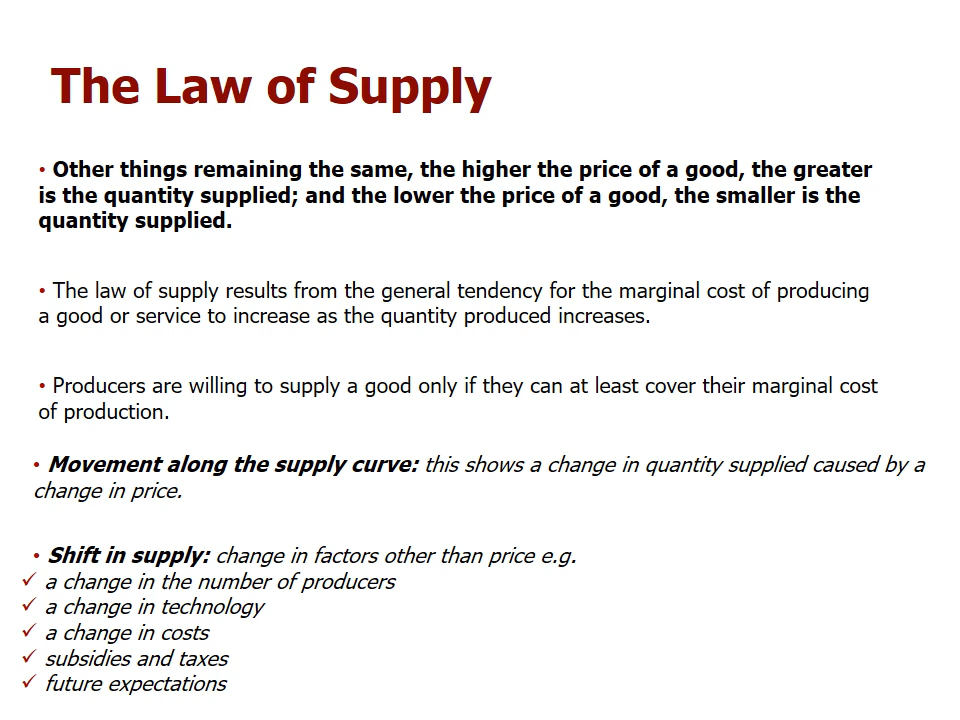 The Law of Supply
• Other things remaining the same, the higher the price of a good, the greater
is the quantity supplied; and the lower the price of a good, the smaller is the
quantity supplied.
• The law of supply results from the general tendency for the marginal cost of producing
a good or service to increase as the quantity produced increases.
• Producers are willing to supply a good only if they can at least cover their marginal cost
of production.
• Movement along the supply curve: this shows a change in quantity supplied caused by a
change in price.
• Shift in supply: change in factors other than price e.g.
✓ a change in the number of producers
✓ a change in technology
✓ a change in costs
✓ subsidies and taxes
✓ future expectations